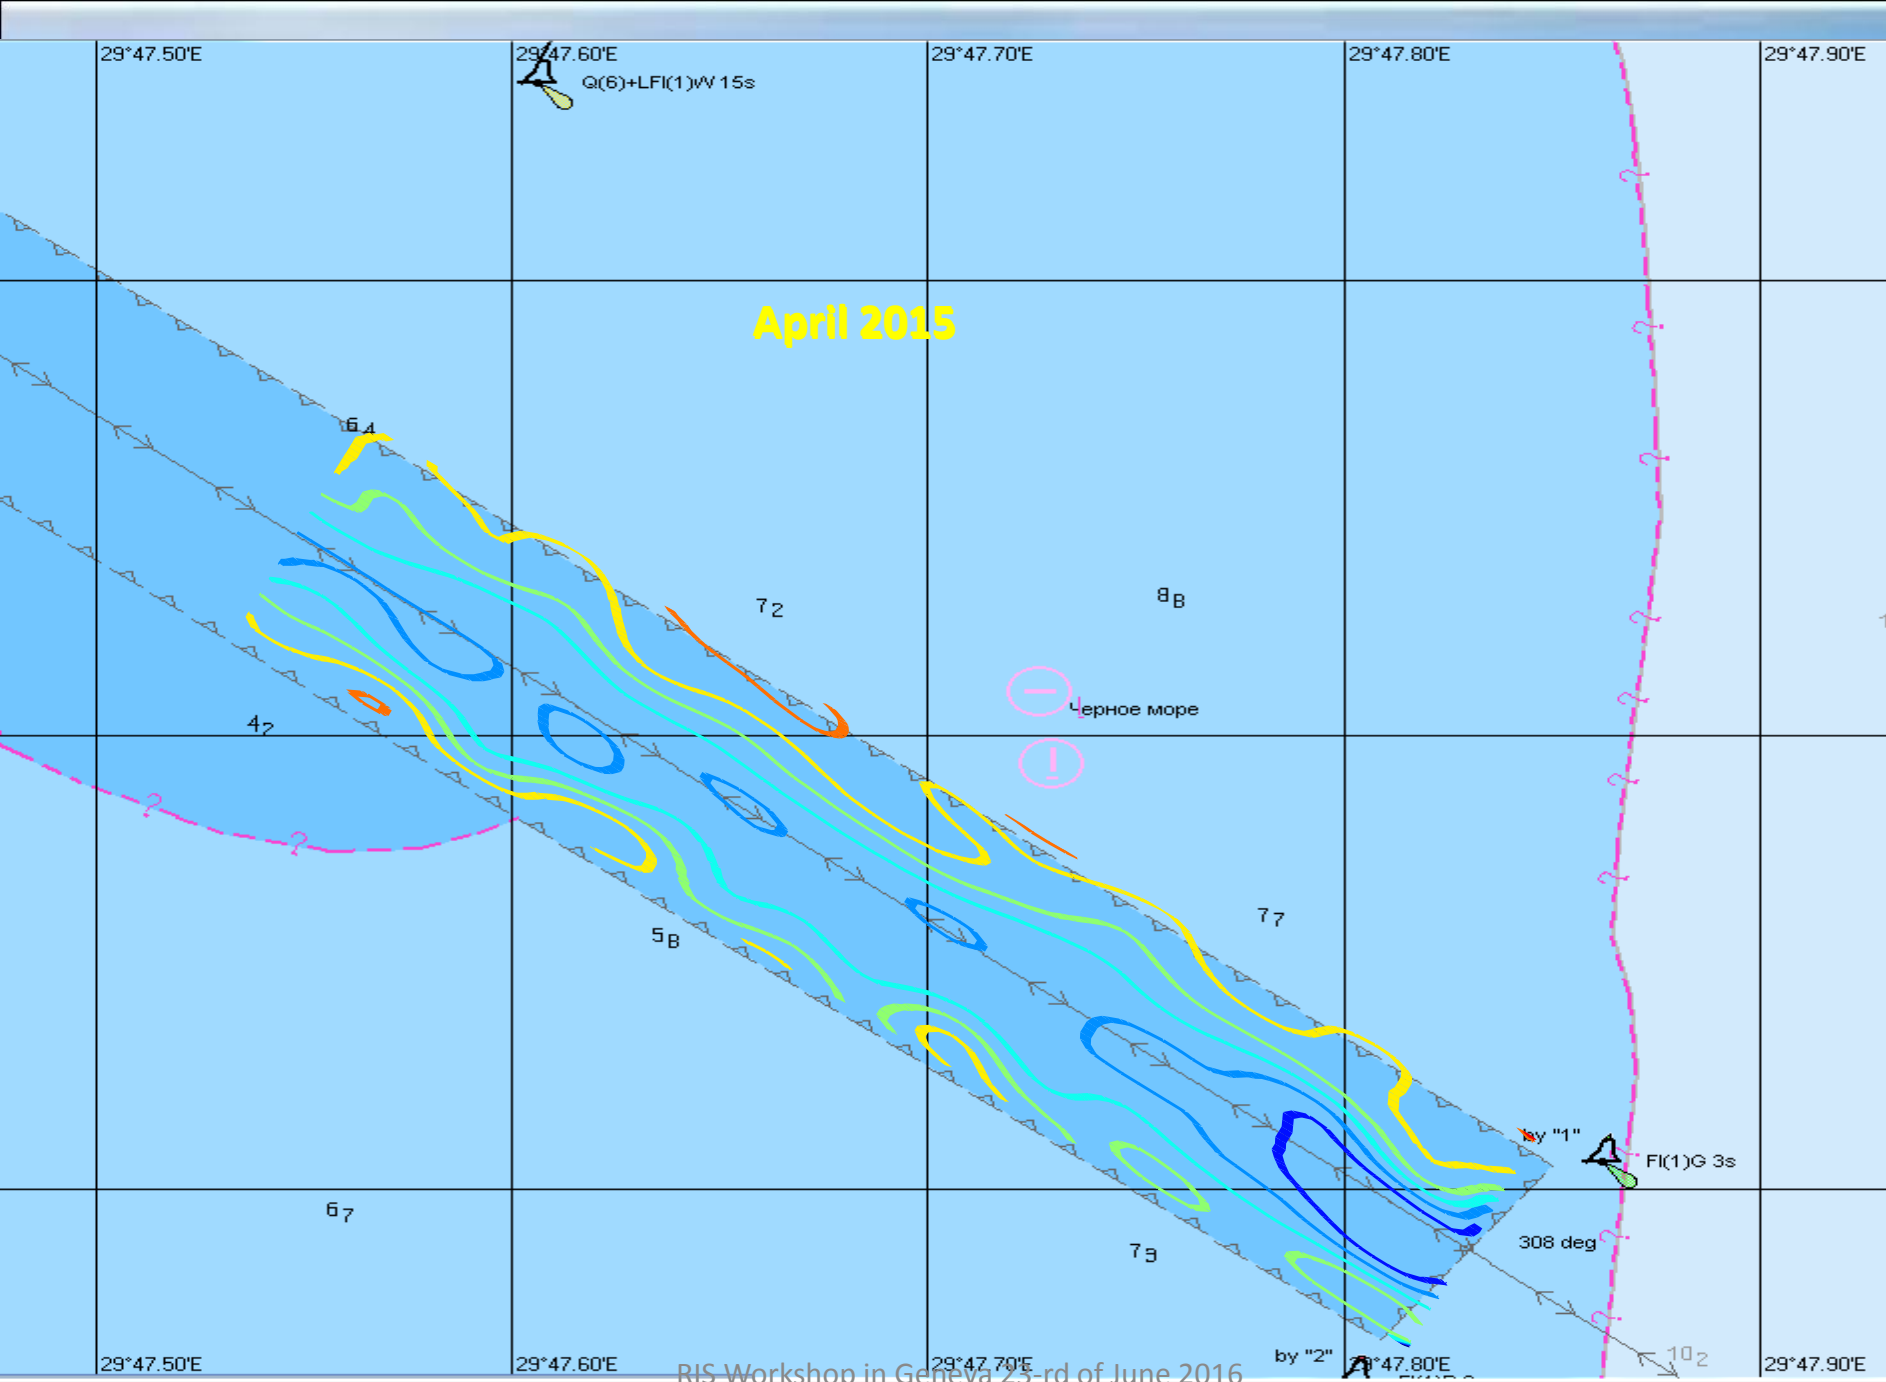 29°47.50'E 29°47.60'E 29°47.70'E 29°47.80'E 29°47.90'E
Q(6)+LFl(1)W 15s
April 2015
6 4
7 2
8 8
4 2
Черное море
7 7
5 8
by "1"
Fl(1)G 3s
6 7
7 9
308 deg
by "2"
10 2
29°47.50'E 29°47.60'E 29°47.70'E 29°47.80'E 29°47.90'E
RIS Workshop in Geneva 23-rd of June 2016